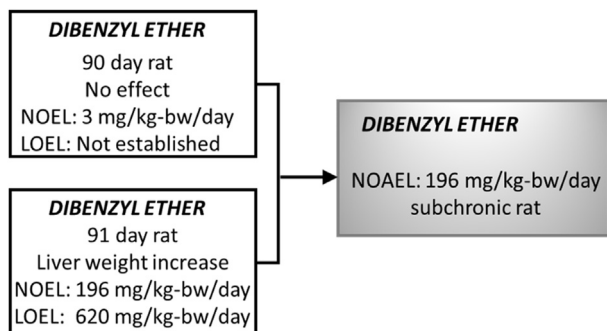 DIBENZYL ETHER
90 day rat
No effect
NOEL: 3 mg/kg-bw/day
LOEL: Not established
DIBENZYL ETHER
91 day rat
Liver weight increase
NOEL: 196 mg/kg-bw/day
LOEL: 620 mg/kg-bw/day
DIBENZYL ETHER
NOAEL: 196 mg/kg-bw/day
subchronic rat